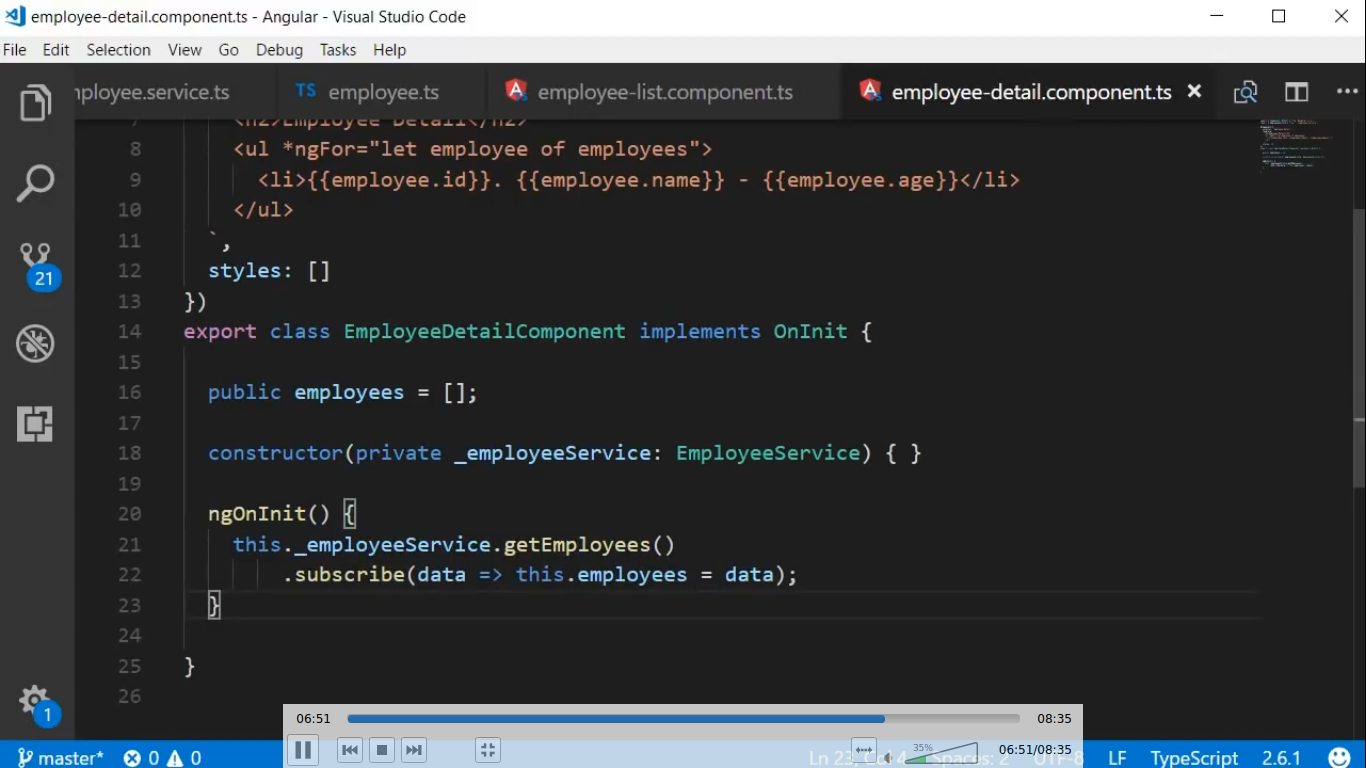 employee-detail.component.ts - Angular - Visual Studio Code
File Edit Selection View Go Debug Tasks Help
mployee.service.ts TS employee.ts employee-list.component.ts employee-detail.component.ts
7 <h2>Employee Detail</h2>
8 <ul *ngFor="let employee of employees">
9 <li>{{employee.id}}. {{employee.name}} - {{employee.age}}</li>
10 </ul>
11 `,
12 styles: []
13 })
14 export class EmployeeDetailComponent implements OnInit {
15
16 public employees = [];
17
18 constructor(private _employeeService: EmployeeService) { }
19
20 ngOnInit() {
21 this._employeeService.getEmployees()
22 .subscribe(data => this.employees = data);
23 }
24
25 }
26
21
1
06:51 08:35
35% 06:51/08:35
master* 0 0 Ln 23, Col 4 Spaces: 2 UTF-8 LF TypeScript 2.6.1